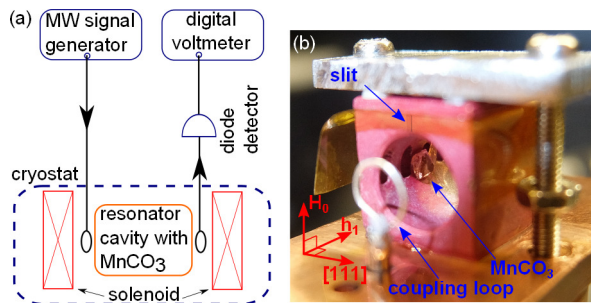 (a)
MW signal
generator
digital
voltmeter
diode
detector
cryostat
resonator
cavity with
MnCO3
solenoid
(b)
slit
H0
h1
[111]
MnCO3
coupling loop